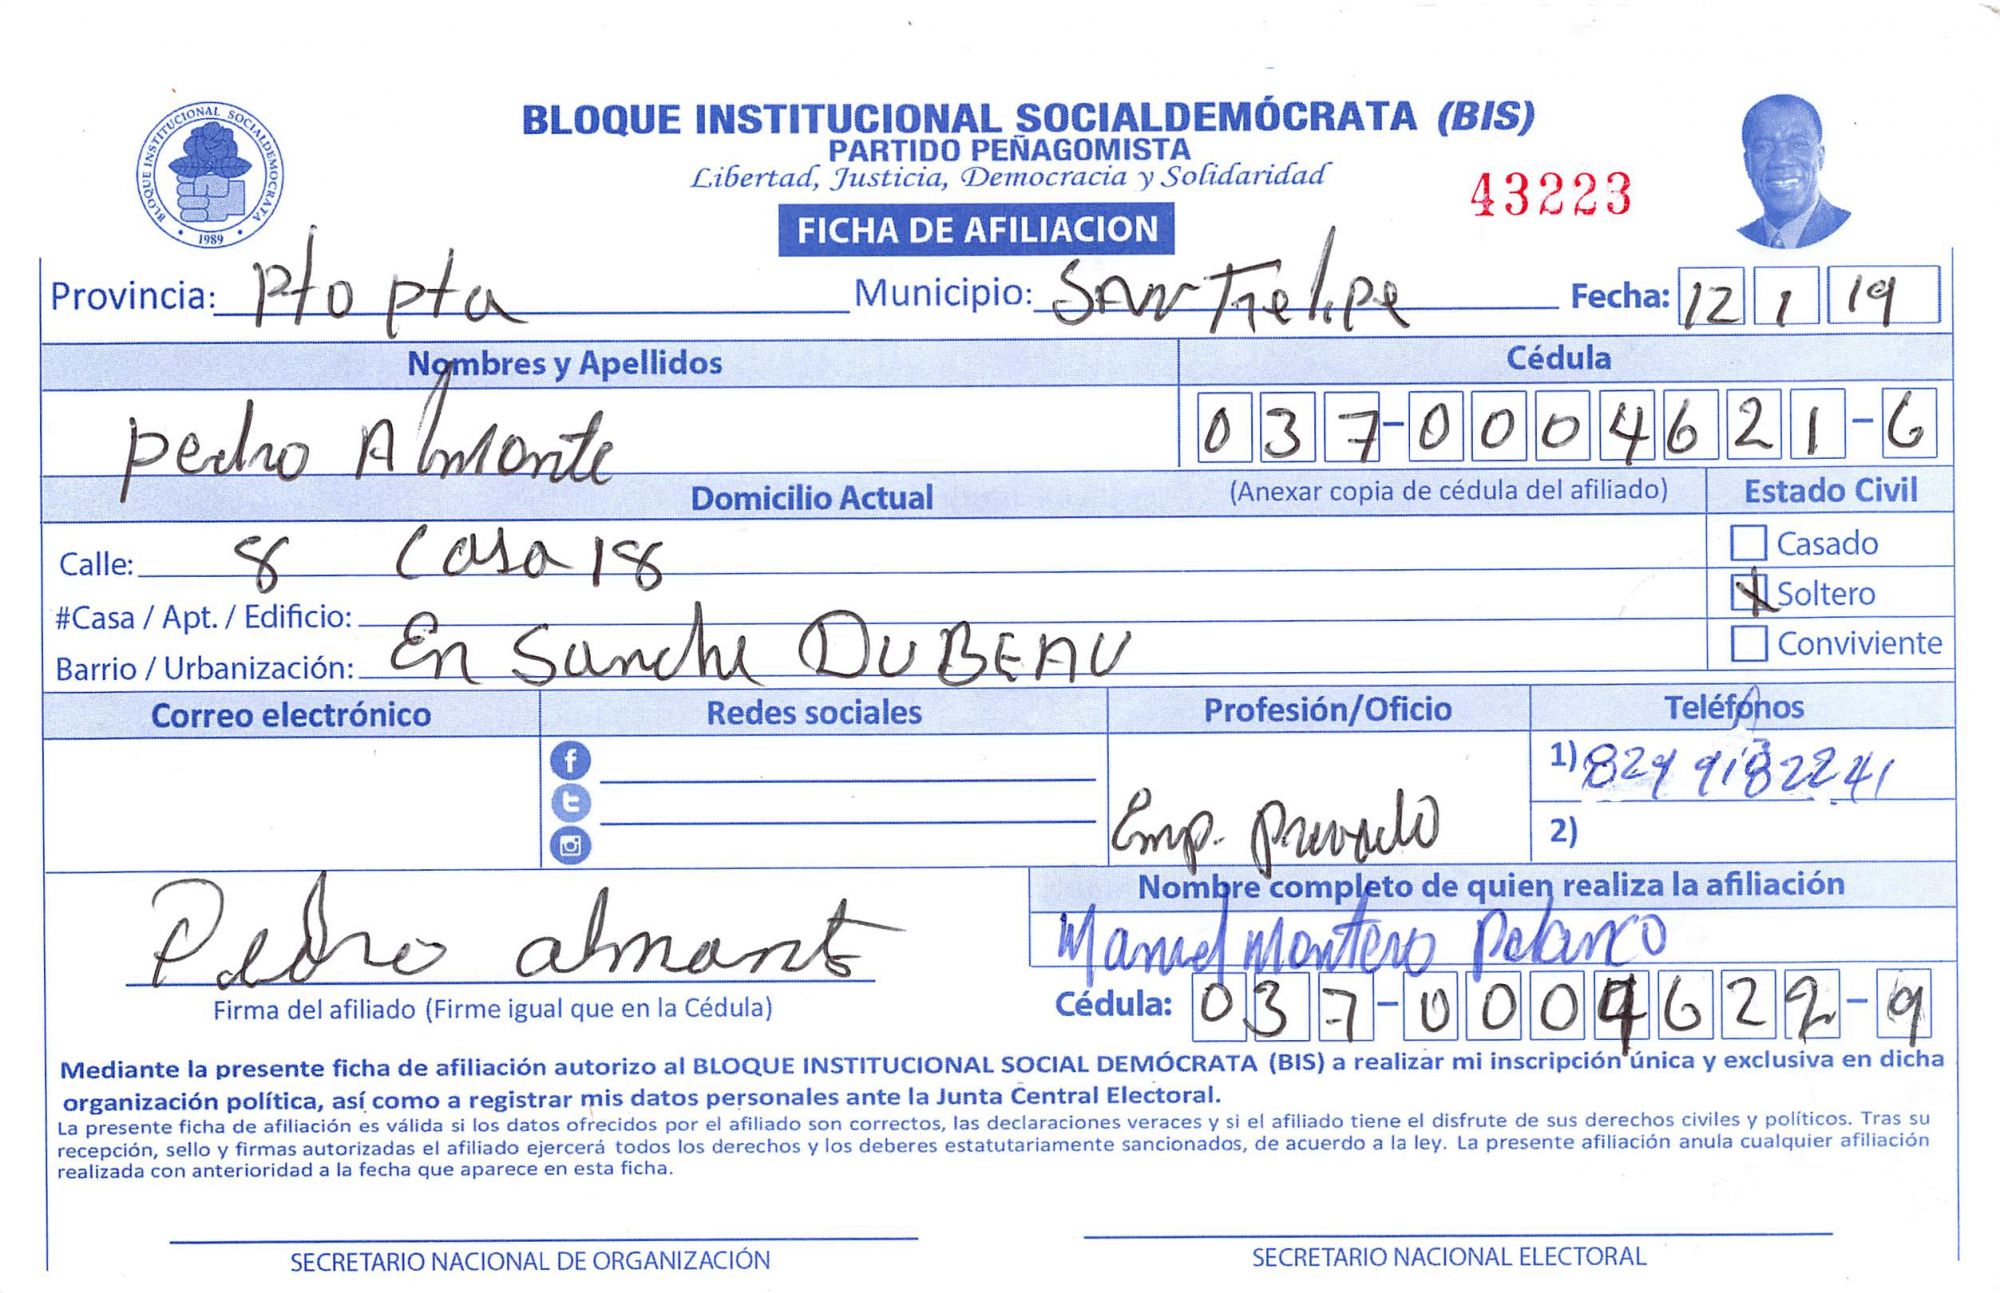 BLOQUE INSTITUCIONAL SOCIALDEMOCRATA
1989
BLOQUE INSTITUCIONAL SOCIALDEMÓCRATA (BIS)
PARTIDO PEÑAGOMISTA
Libertad, Justicia, Democracia y Solidaridad
43223
FICHA DE AFILIACION
Provincia: Pto pta Municipio: San Felipe Fecha: 12 1 19
Nombres y Apellidos Cédula
Pedro Almonte 037-0004621-6
Domicilio Actual (Anexar copia de cédula del afiliado) Estado Civil
Calle: 8 Casa 18 Casado
#Casa / Apt. / Edificio: X Soltero
Barrio / Urbanización: En Sanche DUBEAU Conviviente
Correo electrónico Redes sociales Profesión/Oficio Teléfonos
1) 829 9182241
Emp. Privado 2)
Nombre completo de quien realiza la afiliación
Pedro almonte Manuel Montero Polanco
Firma del afiliado (Firme igual que en la Cédula) Cédula: 037-0004622-9
Mediante la presente ficha de afiliación autorizo al BLOQUE INSTITUCIONAL SOCIAL DEMÓCRATA (BIS) a realizar mi inscripción única y exclusiva en dicha
organización política, así como a registrar mis datos personales ante la Junta Central Electoral.
La presente ficha de afiliación es válida si los datos ofrecidos por el afiliado son correctos, las declaraciones veraces y si el afiliado tiene el disfrute de sus derechos civiles y políticos. Tras su
recepción, sello y firmas autorizadas el afiliado ejercerá todos los derechos y los deberes estatutariamente sancionados, de acuerdo a la ley. La presente afiliación anula cualquier afiliación
realizada con anterioridad a la fecha que aparece en esta ficha.
SECRETARIO NACIONAL DE ORGANIZACIÓN SECRETARIO NACIONAL ELECTORAL